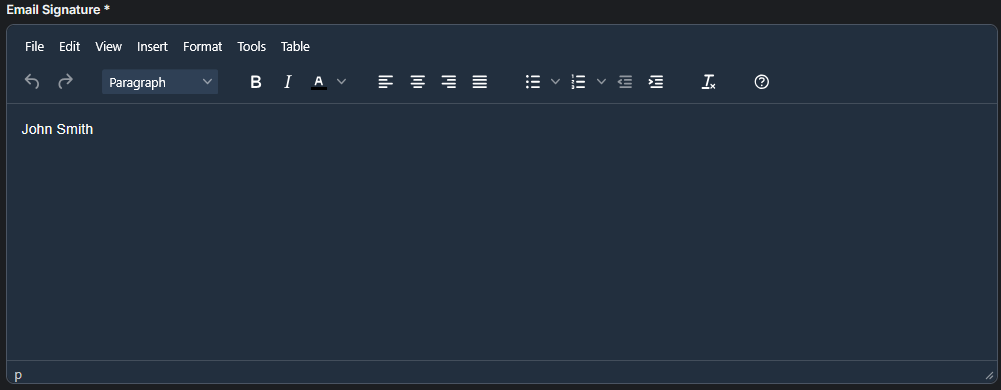 Email Signature *
File Edit View Insert Format Tools Table
Paragraph B I A
John Smith
p